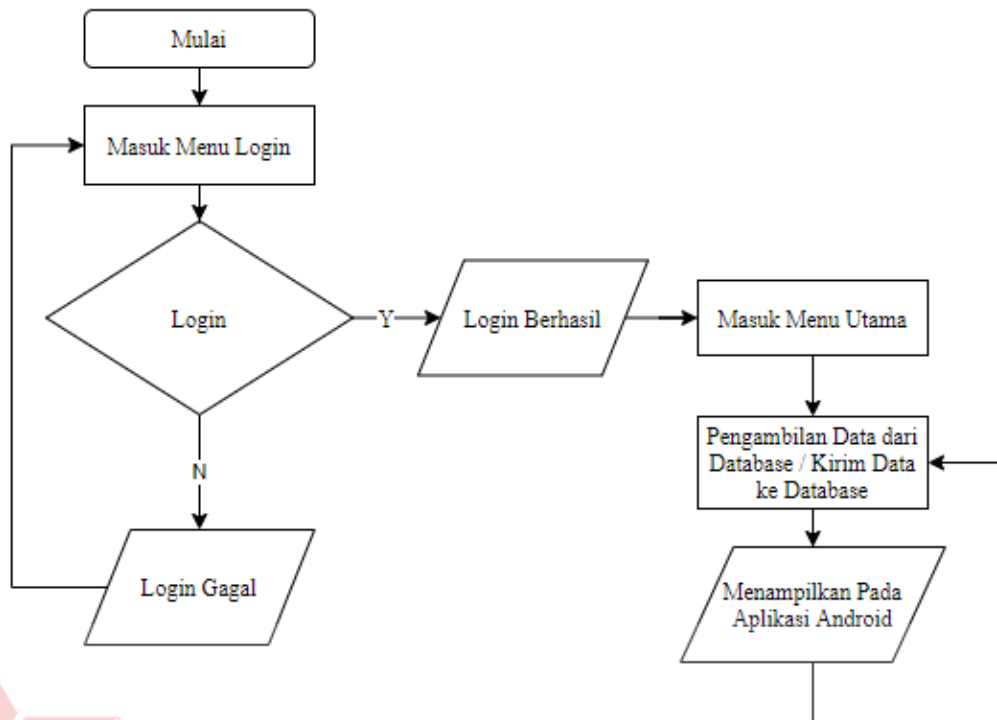 Mulai
Masuk Menu Login
Login
Y
Login Berhasil
Masuk Menu Utama
Pengambilan Data dari
Database / Kirim Data
ke Database
N
Login Gagal
Menampilkan Pada
Aplikasi Android